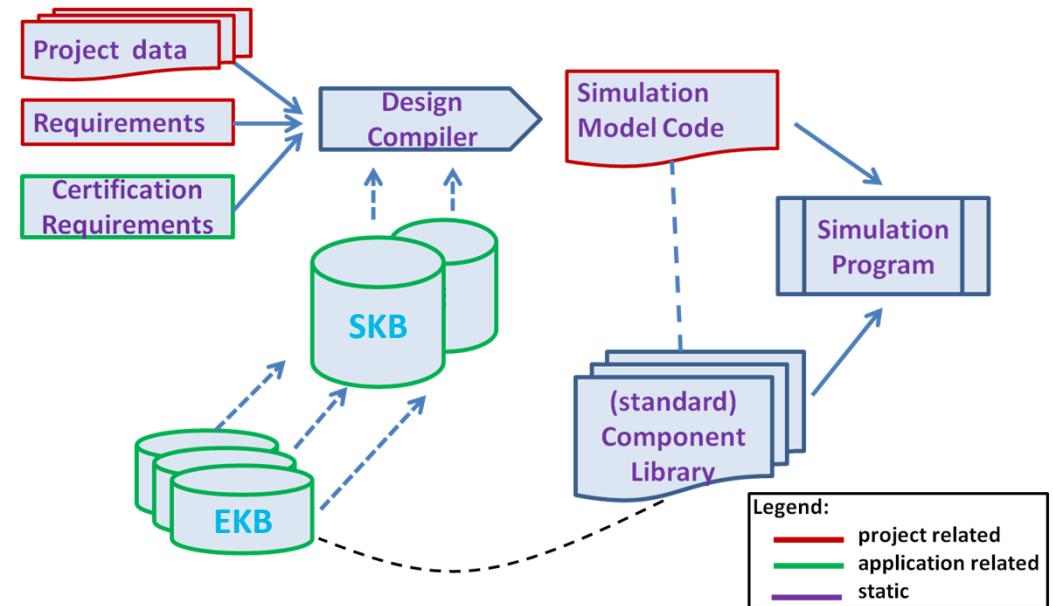 Project data
Requirements
Certification
Requirements
Design
Compiler
Simulation
Model Code
Simulation
Program
SKB
EKB
(standard)
Component
Library
Legend:
project related
application related
static